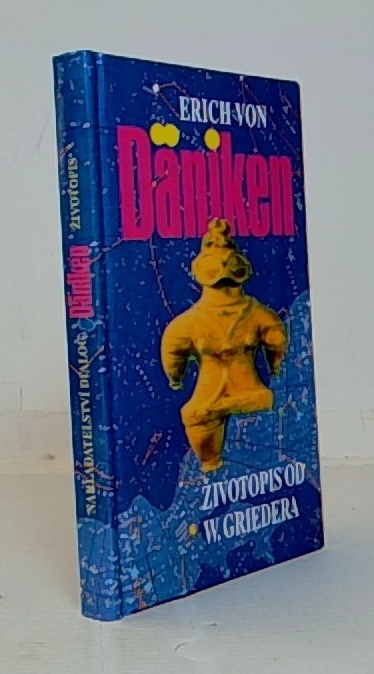 ERICH VON
Däniken
ŽIVOTOPIS OD
W. GRIEDERA
NAKLADATELSTVÍ DIALOG Däniken ŽIVOTOPIS